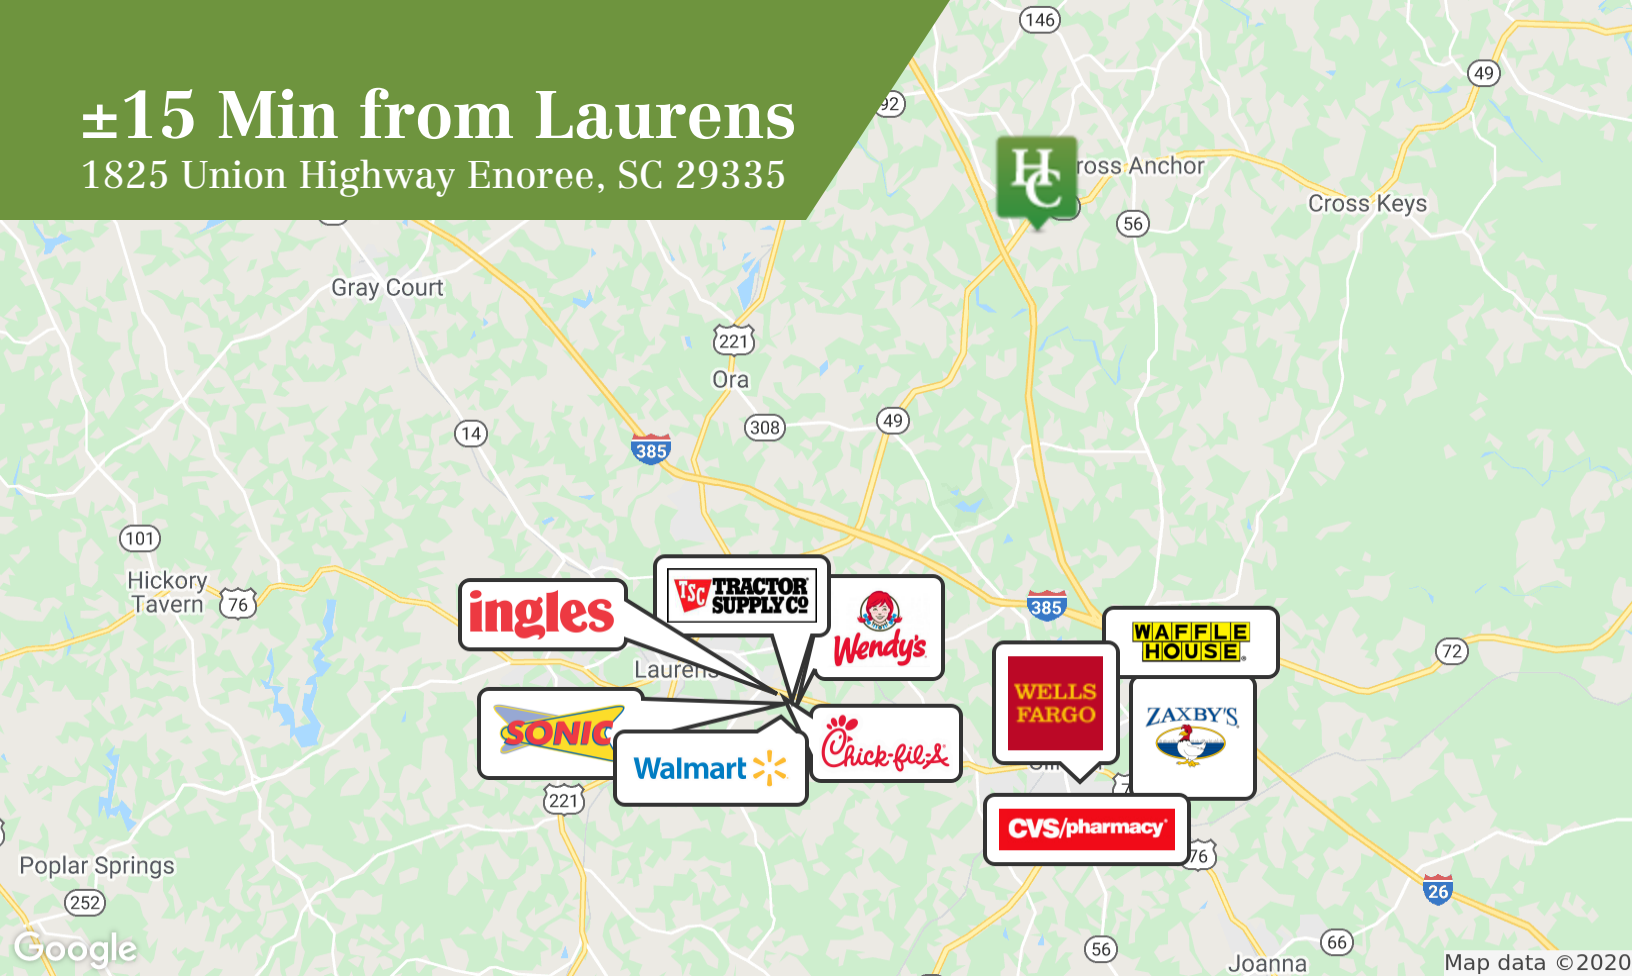 ±15 Min from Laurens
1825 Union Highway Enoree, SC 29335
146
49
92
HC
ross Anchor
56
Cross Keys
Gray Court
221
Ora
308
49
14
385
101
Hickory
Tavern
76
ingles
TSC TRACTOR
SUPPLY CO
Wendy's
385
WAFFLE
HOUSE
72
Laurens
WELLS
FARGO
ZAXBY'S
SONIC
Walmart
Chick-fil-A
221
CVS/pharmacy
76
Poplar Springs
252
26
Google
56
66
Joanna
Map data ©2020